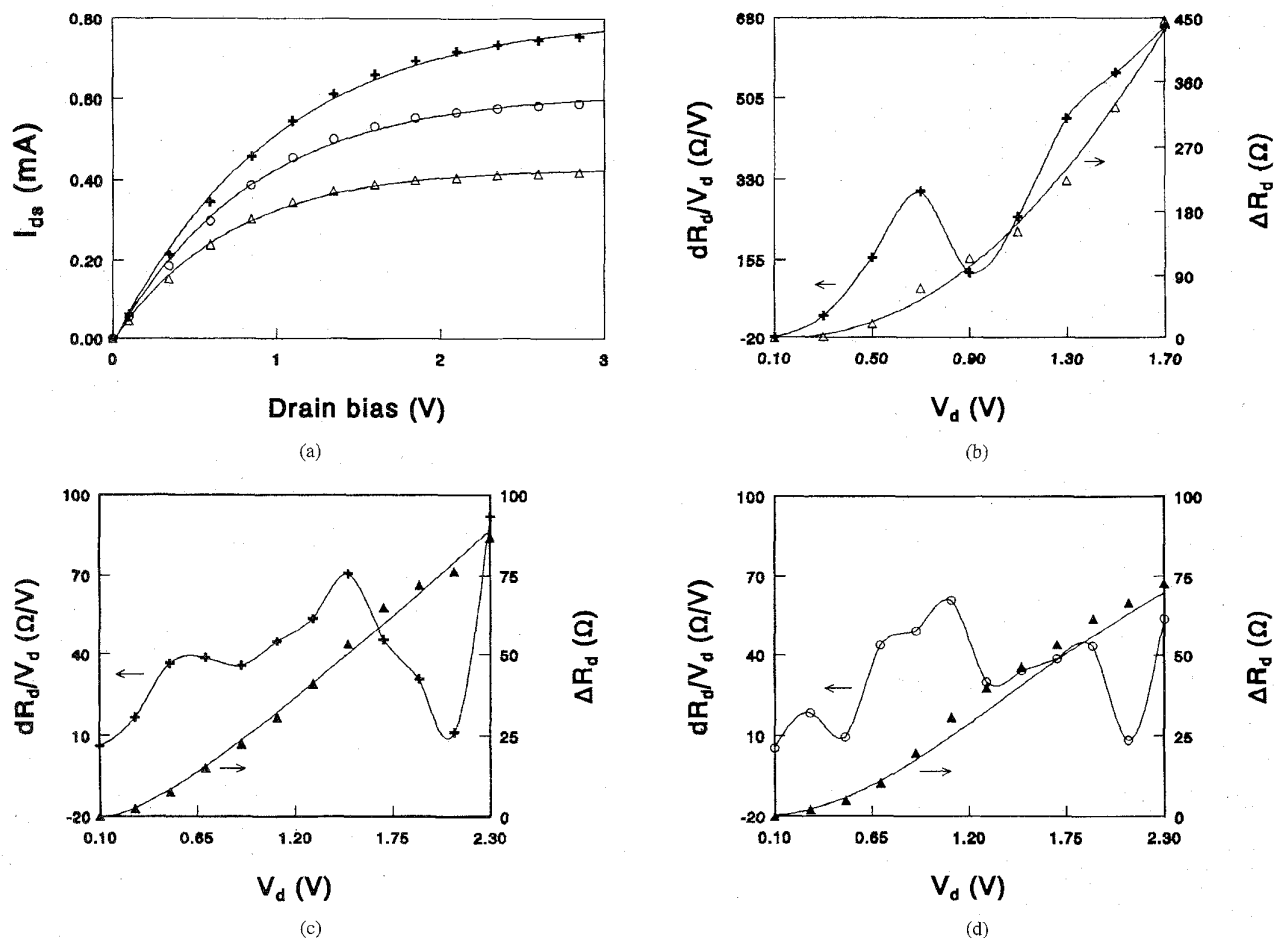 0.80
0.60
0.40
0.20
0.00
I_ds (mA)
0 1 2 3
Drain bias (V)
(a)
680
505
330
155
-20
dR_d/V_d (Ω/V)
450
360
270
180
90
0
ΔR_d (Ω)
0.10 0.50 0.90 1.30 1.70
V_d (V)
(b)
100
70
40
10
-20
dR_d/V_d (Ω/V)
100
75
50
25
0
ΔR_d (Ω)
0.10 0.65 1.20 1.75 2.30
V_d (V)
(c)
100
70
40
10
-20
dR_d/V_d (Ω/V)
100
75
50
25
0
ΔR_d (Ω)
0.10 0.65 1.20 1.75 2.30
V_d (V)
(d)